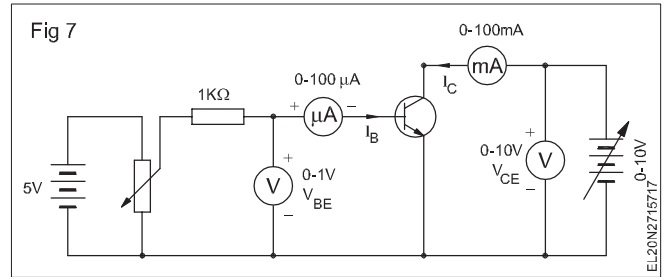 Fig 7
0-100mA
mA
I_C
0-100 µA
1KΩ
+ µA −
I_B
5V
+
V
−
0-1V
V_BE
+
V
−
0-10V
V_CE
0-10V
EL20N2715717